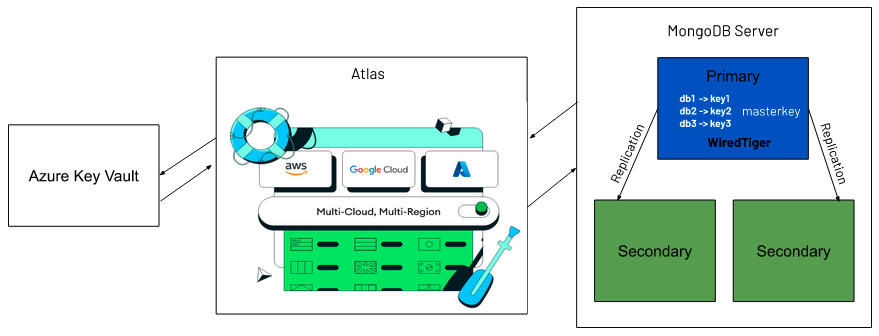 MongoDB Server
Atlas
Primary
db1 -> key1
db2 -> key2 masterkey
db3 -> key3
WiredTiger
Replication
Replication
Azure Key Vault
aws
Google Cloud
Multi-Cloud, Multi-Region
Secondary
Secondary